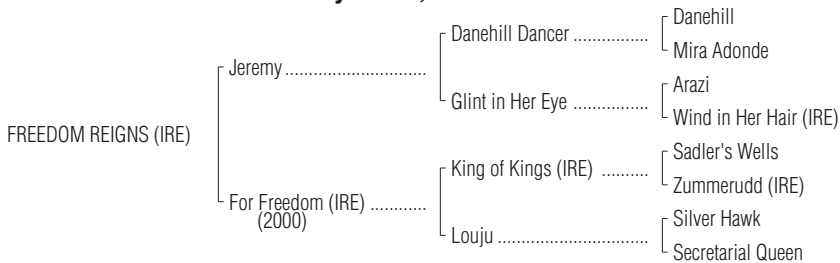 Danehill
Danehill Dancer ................
Mira Adonde
Jeremy .............................
Arazi
Glint in Her Eye ................
Wind in Her Hair (IRE)
FREEDOM REIGNS (IRE)
Sadler's Wells
King of Kings (IRE) ..........
Zummerudd (IRE)
For Freedom (IRE) ............
(2000)
Silver Hawk
Louju ................................
Secretarial Queen